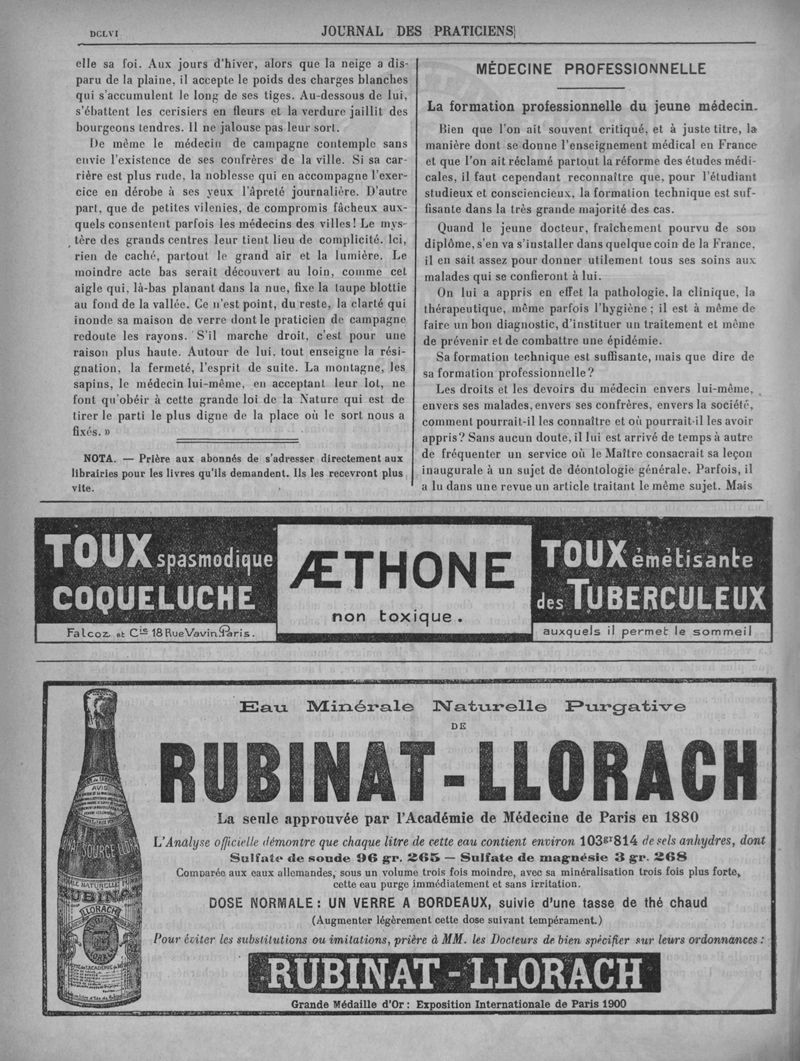 DCLVI
JOURNAL DES PRATICIENS
elle sa foi. Aux jours d'hiver, alors que la neige a dis-
paru de la plaine, il accepte le poids des charges blanches
qui s'accumulent le long de ses tiges. Au-dessous de lui,
s'ébattent les cerisiers en fleurs et la verdure jaillit des
bourgeons tendres. Il ne jalouse pas leur sort.
De même le médecin de campagne contemple sans
envie l'existence de ses confrères de la ville. Si sa car-
rière est plus rude, la noblesse qui en accompagne l'exer-
cice en dérobe à ses yeux l'âpreté journalière. D'autre
part, que de petites vilenies, de compromis fâcheux aux-
quels consentent parfois les médecins des villes! Le mys-
tère des grands centres leur tient lieu de complicité. Ici,
rien de caché, partout le grand air et la lumière. Le
moindre acte bas serait découvert au loin, comme cet
aigle qui, là-bas planant dans la nue, fixe la taupe blottie
au fond de la vallée. Ce n'est point, du reste, la clarté qui
inonde sa maison de verre dont le praticien de campagne
redoute les rayons. S'il marche droit, c'est pour une
raison plus haute. Autour de lui, tout enseigne la rési-
gnation, la fermeté, l'esprit de suite. La montagne, les
sapins, le médecin lui-même, en acceptant leur lot, ne
font qu'obéir à cette grande loi de la Nature qui est de
tirer le parti le plus digne de la place où le sort nous a
fixés. »
NOTA. — Prière aux abonnés de s'adresser directement aux
librairies pour les livres qu'ils demandent. Ils les recevront plus
vite.
MÉDECINE PROFESSIONNELLE
La formation professionnelle du jeune médecin.
Bien que l'on ait souvent critiqué, et à juste titre, la
manière dont se donne l'enseignement médical en France
et que l'on ait réclamé partout la réforme des études médi-
cales, il faut cependant reconnaître que, pour l'étudiant
studieux et consciencieux, la formation technique est suf-
fisante dans la très grande majorité des cas.
Quand le jeune docteur, fraîchement pourvu de son
diplôme, s'en va s'installer dans quelque coin de la France,
il en sait assez pour donner utilement tous ses soins aux
malades qui se confieront à lui.
On lui a appris en effet la pathologie, la clinique, la
thérapeutique, même parfois l'hygiène ; il est à même de
faire un bon diagnostic, d'instituer un traitement et même
de prévenir et de combattre une épidémie.
Sa formation technique est suffisante, mais que dire de
sa formation professionnelle?
Les droits et les devoirs du médecin envers lui-même,
envers ses malades, envers ses confrères, envers la société,
comment pourrait-il les connaître et où pourrait-il les avoir
appris? Sans aucun doute, il lui est arrivé de temps à autre
de fréquenter un service où le Maître consacrait sa leçon
inaugurale à un sujet de déontologie générale. Parfois, il
a lu dans une revue un article traitant le même sujet. Mais
TOUX spasmodique
COQUELUCHE
Falcoz et Cie 18 Rue Vavin, Paris.
ÆTHONE
non toxique.
TOUX émétisante
des TUBERCULEUX
auxquels il permet le sommeil
Eau Minérale Naturelle Purgative
DE
RUBINAT-LLORACH
La seule approuvée par l'Académie de Médecine de Paris en 1880
L'Analyse officielle démontre que chaque litre de cette eau contient environ 103gr814 de sels anhydres, dont
Sulfate de soude 96 gr. 265 — Sulfate de magnésie 3 gr. 268
Comparée aux eaux allemandes, sous un volume trois fois moindre, avec sa minéralisation trois fois plus forte,
cette eau purge immédiatement et sans irritation.
DOSE NORMALE : UN VERRE A BORDEAUX, suivie d'une tasse de thé chaud
(Augmenter légèrement cette dose suivant tempérament.)
Pour éviter les substitutions ou imitations, prière à MM. les Docteurs de bien spécifier sur leurs ordonnances :
RUBINAT-LLORACH
Grande Médaille d'Or : Exposition Internationale de Paris 1900
AVIS
SOURCE LLORACH
RUBINAT
LLORACH